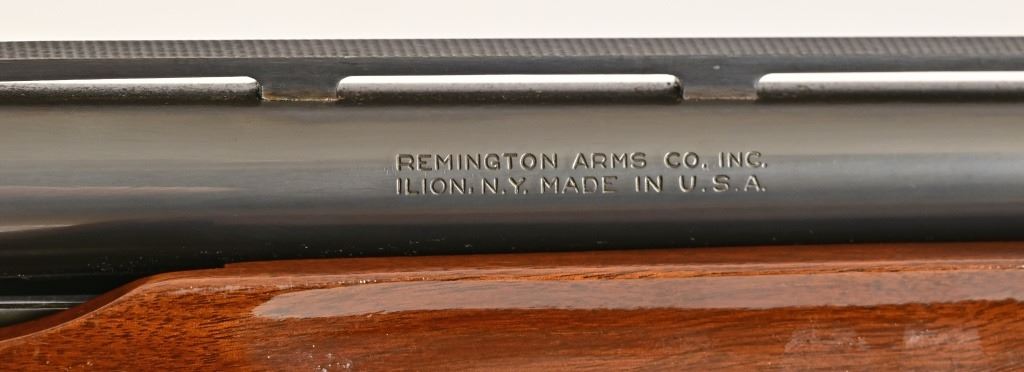 REMINGTON ARMS CO. INC.
ILION, N.Y. MADE IN U.S.A.